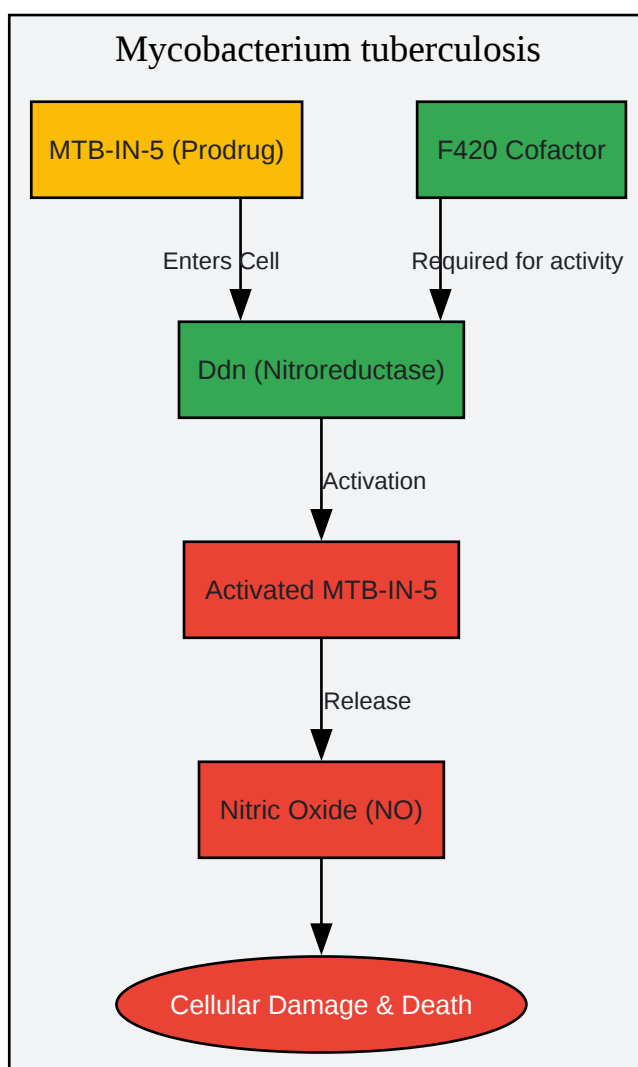 Mycobacterium tuberculosis
MTB-IN-5 (Prodrug)
F420 Cofactor
Enters Cell
Required for activity
Ddn (Nitroreductase)
Activation
Activated MTB-IN-5
Release
Nitric Oxide (NO)
Cellular Damage & Death